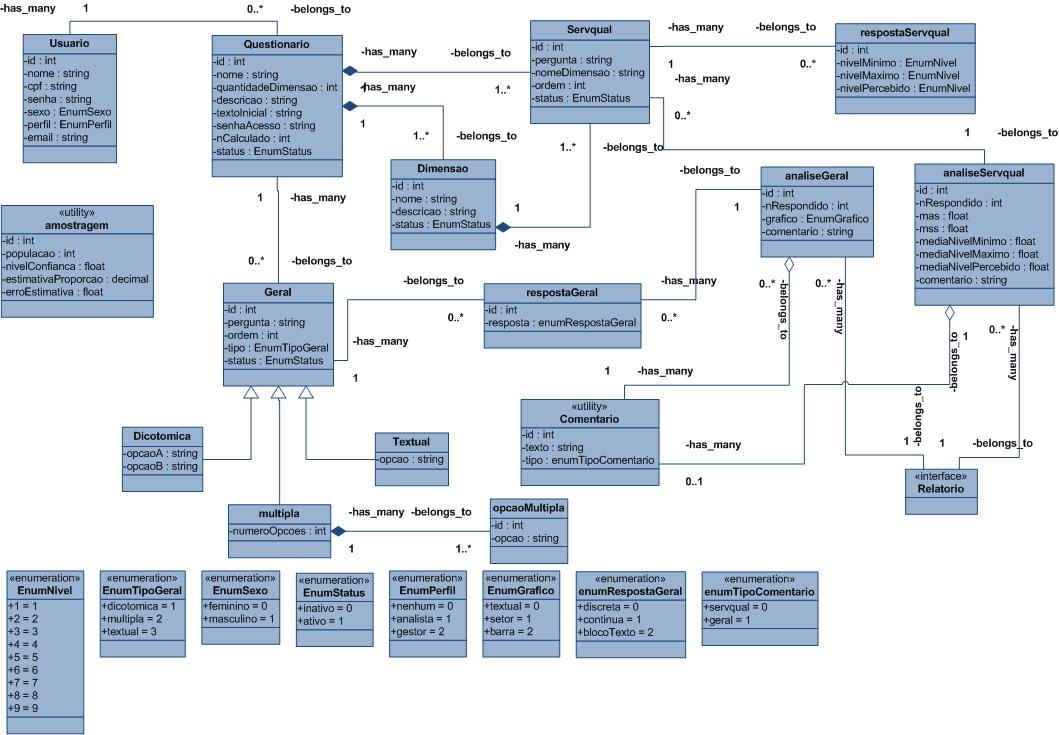 -has_many 1 0..* -belongs_to
Usuario
-id : int
-nome : string
-cpf : string
-senha : string
-sexo : EnumSexo
-perfil : EnumPerfil
-email : string
Questionario
-id : int
-nome : string
-quantidadeDimensao : int
-descricao : string
-textoInicial : string
-senhaAcesso : string
-nCalculado : int
-status : EnumStatus
-has_many -belongs_to
1..*
-has_many
1
1..* -belongs_to
Servqual
-id : int
-pergunta : string
-nomeDimensao : string
-ordem : int
-status : EnumStatus
-has_many -belongs_to
1 0..*
respostaServqual
-id : int
-nivelMinimo : EnumNivel
-nivelMaximo : EnumNivel
-nivelPercebido : EnumNivel
-has_many
0..*
1 -belongs_to
1..* -belongs_to
Dimensao
-id : int
-nome : string
-descricao : string
-status : EnumStatus
1
-has_many
analiseGeral
-id : int
-nRespondido : int
-grafico : EnumGrafico
-comentario : string
-belongs_to
1
analiseServqual
-id : int
-nRespondido : int
-mas : float
-mss : float
-mediaNivelMinimo : float
-mediaNivelMaximo : float
-mediaNivelPercebido : float
-comentario : string
«utility»
amostragem
-id : int
-populacao : int
-nivelConfianca : float
-estimativaProporcao : decimal
-erroEstimativa : float
1 -has_many
0..* -belongs_to
Geral
-id : int
-pergunta : string
-ordem : int
-tipo : EnumTipoGeral
-status : EnumStatus
-belongs_to
0..*
-has_many
1
respostaGeral
-id : int
-resposta : enumRespostaGeral
-has_many
0..*
0..*
-belongs_to
0..*
-has_many
1
-belongs_to
0..*
-has_many
1 -has_many
«utility»
Comentario
-id : int
-texto : string
-tipo : enumTipoComentario
-has_many
0..1
-belongs_to
1
1 -belongs_to
«interface»
Relatorio
Dicotomica
-opcaoA : string
-opcaoB : string
Textual
-opcao : string
multipla
-numeroOpcoes : int
-has_many -belongs_to
1 1..*
opcaoMultipla
-id : int
-opcao : string
«enumeration»
EnumNivel
+1 = 1
+2 = 2
+3 = 3
+4 = 4
+5 = 5
+6 = 6
+7 = 7
+8 = 8
+9 = 9
«enumeration»
EnumTipoGeral
+dicotomica = 1
+multipla = 2
+textual = 3
«enumeration»
EnumSexo
+feminino = 0
+masculino = 1
«enumeration»
EnumStatus
+inativo = 0
+ativo = 1
«enumeration»
EnumPerfil
+nenhum = 0
+analista = 1
+gestor = 2
«enumeration»
EnumGrafico
+textual = 0
+setor = 1
+barra = 2
«enumeration»
enumRespostaGeral
+discreta = 0
+continua = 1
+blocoTexto = 2
«enumeration»
enumTipoComentario
+servqual = 0
+geral = 1